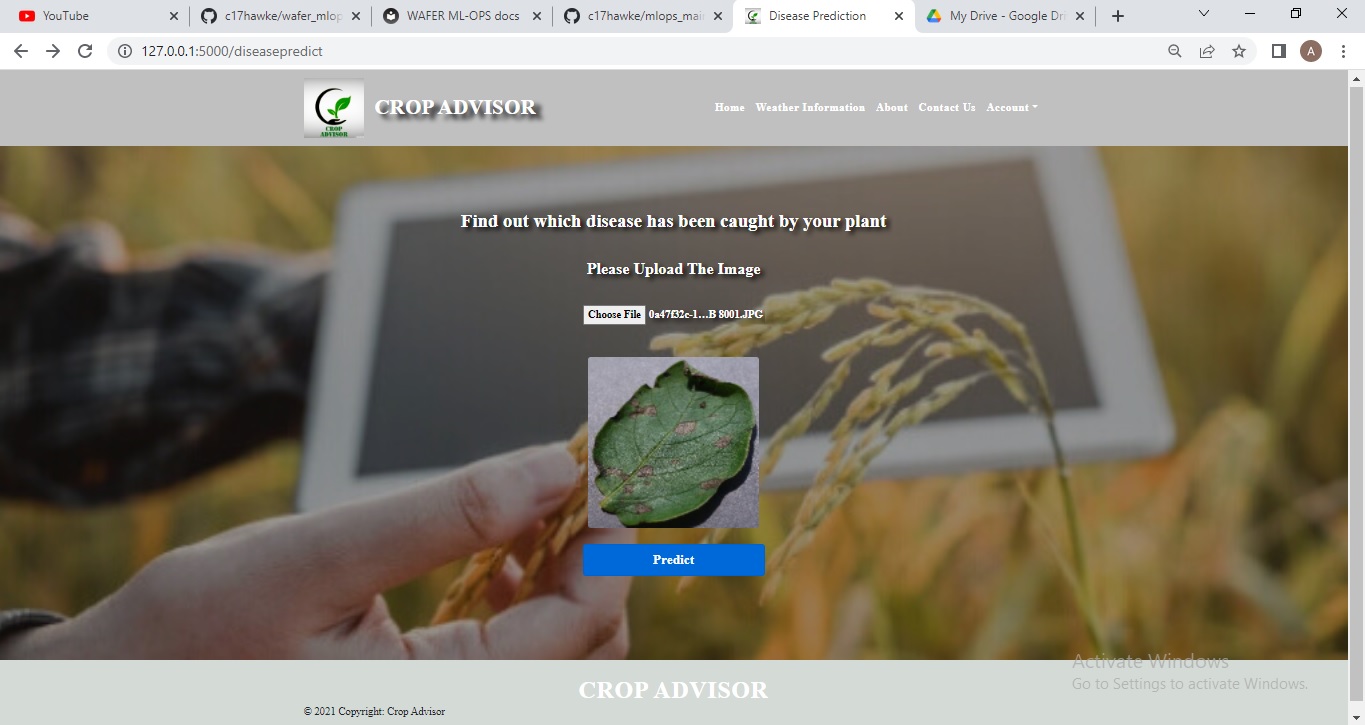 YouTube
c17hawke/wafer_mlop
WAFER ML-OPS docs
c17hawke/mlops_mai
Disease Prediction
My Drive - Google Dri
127.0.0.1:5000/diseasepredict
A
CROP ADVISOR
CROP ADVISOR
Home Weather Information About Contact Us Account
Find out which disease has been caught by your plant
Please Upload The Image
Choose File 0a47f32c-1...B 8001.JPG
Predict
Activate Windows
Go to Settings to activate Windows.
CROP ADVISOR
© 2021 Copyright: Crop Advisor